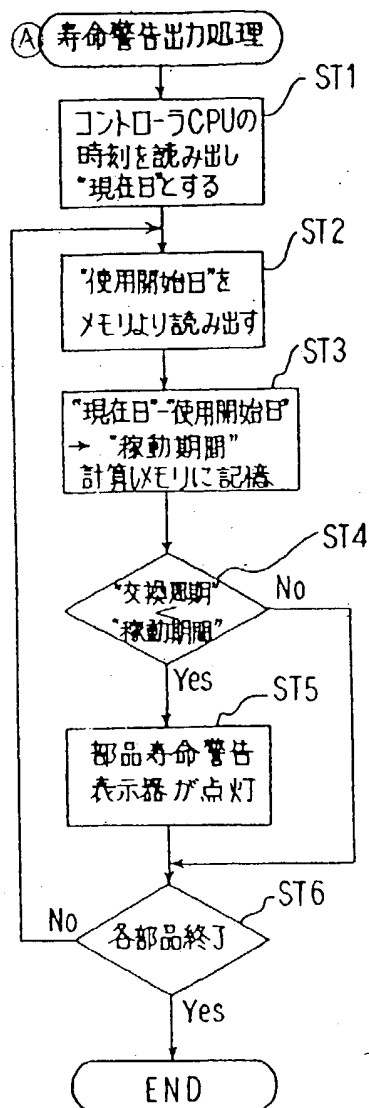 Ⓐ 寿命警告出力処理
ST1
コントローラCPUの
時刻を読み出し
"現在日"とする
ST2
"使用開始日"を
メモリより読み出す
ST3
"現在日"-"使用開始日"
→ "稼動期間"
計算しメモリに記憶
ST4
"交換周期"
<
"稼動期間"
No
Yes
ST5
部品寿命警告
表示器が点灯
ST6
No
各部品終了
Yes
END